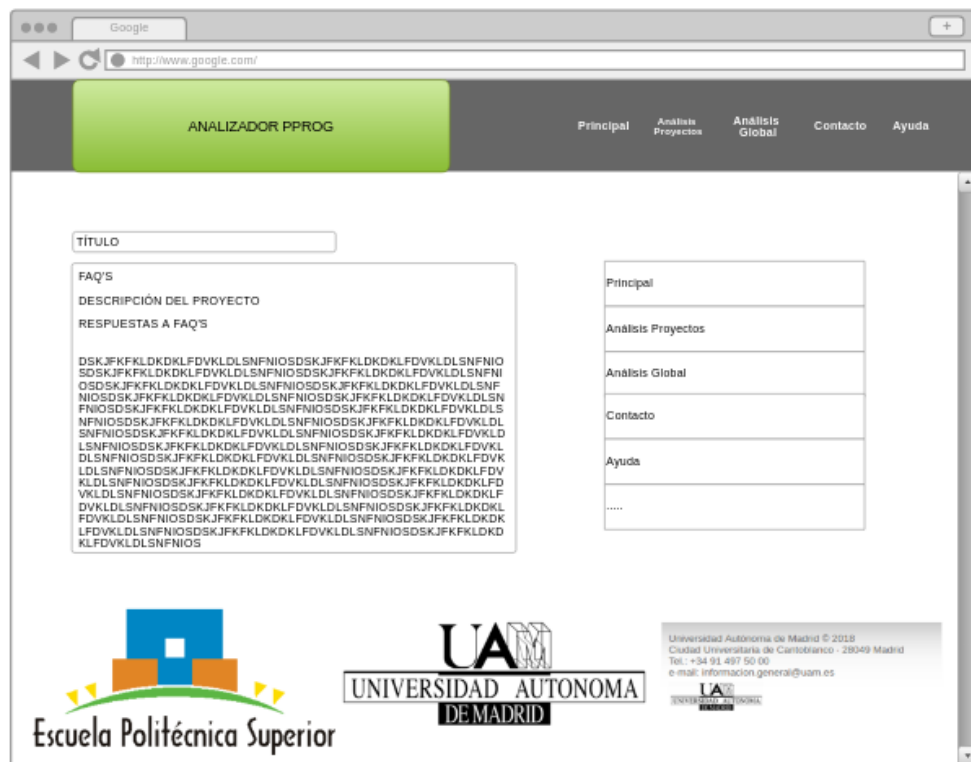 Google
+
http://www.google.com/
ANALIZADOR PPROG
Principal
Análisis
Proyectos
Análisis
Global
Contacto
Ayuda
TÍTULO
FAQ'S
DESCRIPCIÓN DEL PROYECTO
RESPUESTAS A FAQ'S
DSKJFKFKLDKDKLFDVKLDLSNFNIOSDSKJFKFKLDKDKLFDVKLDLSNFNIO
SDSKJFKFKLDKDKLFDVKLDLSNFNIOSDSKJFKFKLDKDKLFDVKLDLSNFNI
OSDSKJFKFKLDKDKLFDVKLDLSNFNIOSDSKJFKFKLDKDKLFDVKLDLSNF
NIOSDSKJFKFKLDKDKLFDVKLDLSNFNIOSDSKJFKFKLDKDKLFDVKLDLSN
FNIOSDSKJFKFKLDKDKLFDVKLDLSNFNIOSDSKJFKFKLDKDKLFDVKLDLS
NFNIOSDSKJFKFKLDKDKLFDVKLDLSNFNIOSDSKJFKFKLDKDKLFDVKLDL
SNFNIOSDSKJFKFKLDKDKLFDVKLDLSNFNIOSDSKJFKFKLDKDKLFDVKLD
LSNFNIOSDSKJFKFKLDKDKLFDVKLDLSNFNIOSDSKJFKFKLDKDKLFDVKL
DLSNFNIOSDSKJFKFKLDKDKLFDVKLDLSNFNIOSDSKJFKFKLDKDKLFDVK
LDLSNFNIOSDSKJFKFKLDKDKLFDVKLDLSNFNIOSDSKJFKFKLDKDKLFDV
KLDLSNFNIOSDSKJFKFKLDKDKLFDVKLDLSNFNIOSDSKJFKFKLDKDKLFD
VKLDLSNFNIOSDSKJFKFKLDKDKLFDVKLDLSNFNIOSDSKJFKFKLDKDKLF
DVKLDLSNFNIOSDSKJFKFKLDKDKLFDVKLDLSNFNIOSDSKJFKFKLDKDKL
FDVKLDLSNFNIOSDSKJFKFKLDKDKLFDVKLDLSNFNIOSDSKJFKFKLDKDK
LFDVKLDLSNFNIOSDSKJFKFKLDKDKLFDVKLDLSNFNIOSDSKJFKFKLDKD
KLFDVKLDLSNFNIOS
Principal
Análisis Proyectos
Análisis Global
Contacto
Ayuda
.....
Escuela Politécnica Superior
UAM
UNIVERSIDAD AUTONOMA
DE MADRID
Universidad Autónoma de Madrid © 2018
Ciudad Universitaria de Cantoblanco - 28049 Madrid
Tel.: +34 91 497 50 00
e-mail: informacion.general@uam.es
UAM
UNIVERSIDAD AUTONOMA